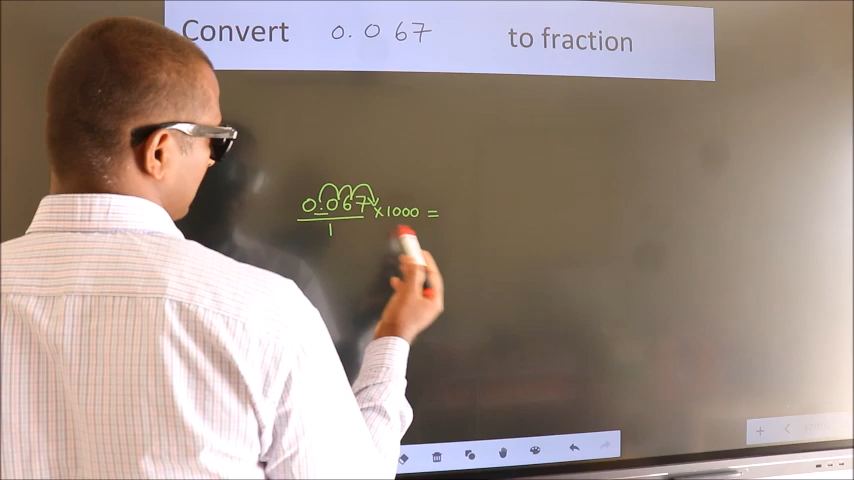 Convert 0.067 to fraction
0.067 ×1000 =
1